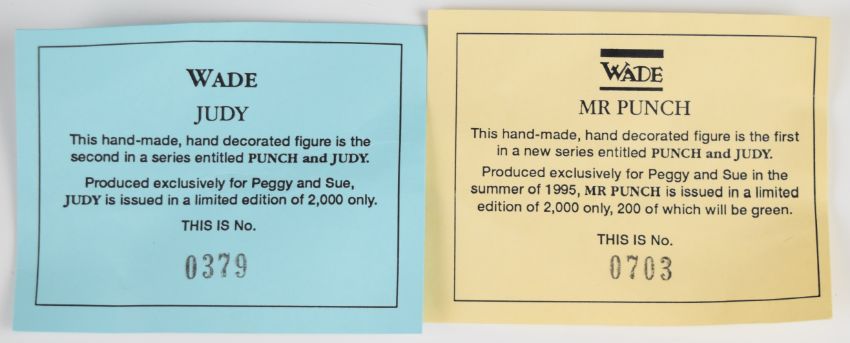 WADE
JUDY
This hand-made, hand decorated figure is the
second in a series entitled PUNCH and JUDY.
Produced exclusively for Peggy and Sue,
JUDY is issued in a limited edition of 2,000 only.
THIS IS No.
0379
WADE
MR PUNCH
This hand-made, hand decorated figure is the first
in a new series entitled PUNCH and JUDY.
Produced exclusively for Peggy and Sue in the
summer of 1995, MR PUNCH is issued in a limited
edition of 2,000 only, 200 of which will be green.
THIS IS No.
0703